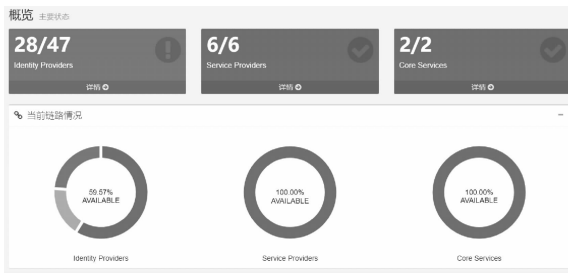 概览 主要状态
28/47
Identity Providers
详情
6/6
Service Providers
详情
2/2
Core Services
详情
当前链路情况
59.57%
AVAILABLE
Identity Providers
100.00%
AVAILABLE
Service Providers
100.00%
AVAILABLE
Core Services